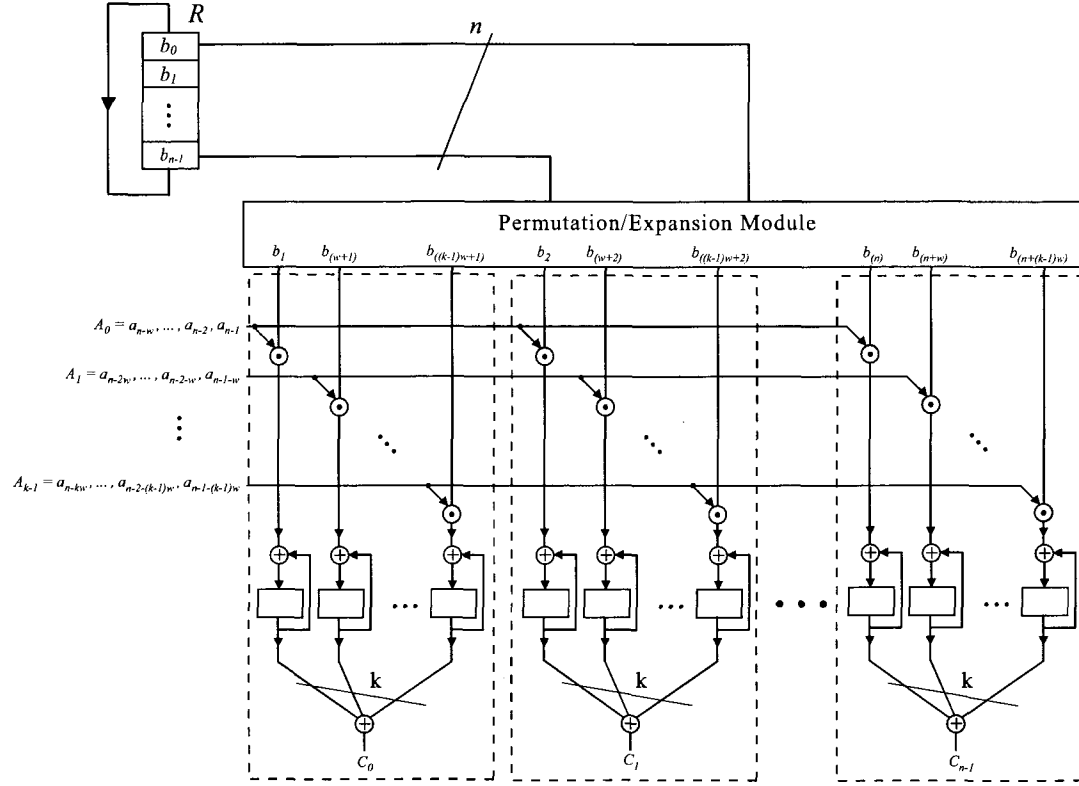 R
n
b₀
b₁
bₙ₋₁
Permutation/Expansion Module
b₁ b₍w+1₎ b₍(k-1)w+1₎ b₂ b₍w+2₎ b₍(k-1)w+2₎ b₍n₎ b₍n+w₎ b₍n+(k-1)w₎
A₀ = aₙ₋w, ... , aₙ₋₂, aₙ₋₁
A₁ = aₙ₋₂w, ... , aₙ₋₂₋w, aₙ₋₁₋w
Aₖ₋₁ = aₙ₋ₖw, ... , aₙ₋₂₋₍ₖ₋₁₎w, aₙ₋₁₋₍ₖ₋₁₎w
k k k
C₀ C₁ Cₙ₋₁